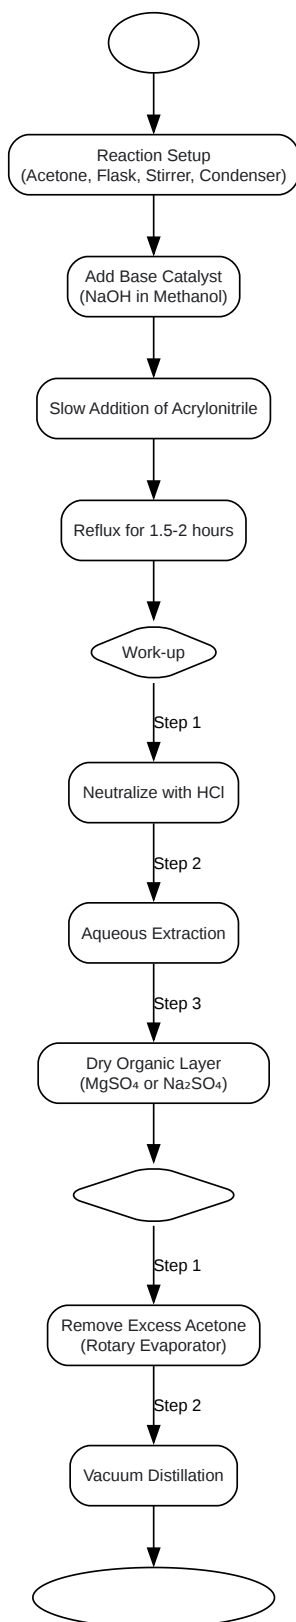 Reaction Setup
(Acetone, Flask, Stirrer, Condenser)
Add Base Catalyst
(NaOH in Methanol)
Slow Addition of Acrylonitrile
Reflux for 1.5-2 hours
Work-up
Step 1
Neutralize with HCl
Step 2
Aqueous Extraction
Step 3
Dry Organic Layer
(MgSO₄ or Na₂SO₄)
Step 1
Remove Excess Acetone
(Rotary Evaporator)
Step 2
Vacuum Distillation